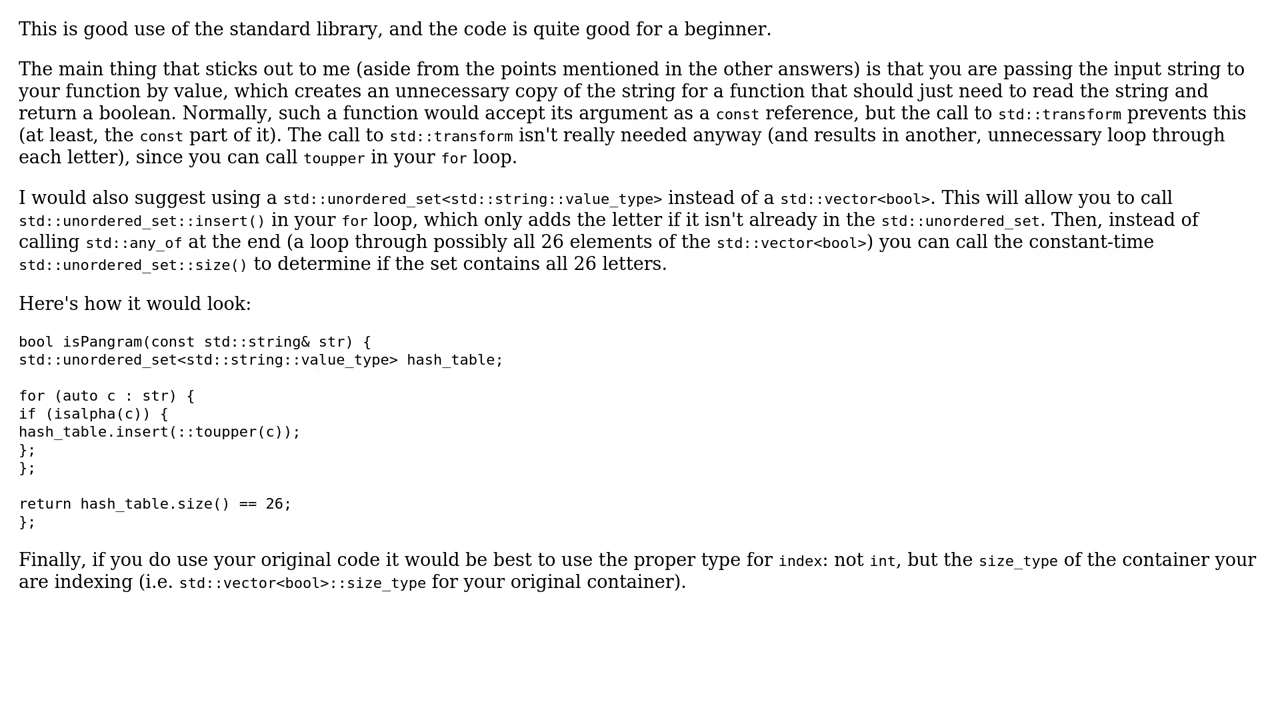 This is good use of the standard library, and the code is quite good for a beginner.
The main thing that sticks out to me (aside from the points mentioned in the other answers) is that you are passing the input string to
your function by value, which creates an unnecessary copy of the string for a function that should just need to read the string and
return a boolean. Normally, such a function would accept its argument as a const reference, but the call to std::transform prevents this
(at least, the const part of it). The call to std::transform isn't really needed anyway (and results in another, unnecessary loop through
each letter), since you can call toupper in your for loop.
I would also suggest using a std::unordered_set<std::string::value_type> instead of a std::vector<bool>. This will allow you to call
std::unordered_set::insert() in your for loop, which only adds the letter if it isn't already in the std::unordered_set. Then, instead of
calling std::any_of at the end (a loop through possibly all 26 elements of the std::vector<bool>) you can call the constant-time
std::unordered_set::size() to determine if the set contains all 26 letters.
Here's how it would look:
bool isPangram(const std::string& str) {
std::unordered_set<std::string::value_type> hash_table;
for (auto c : str) {
if (isalpha(c)) {
hash_table.insert(::toupper(c));
};
};
return hash_table.size() == 26;
};
Finally, if you do use your original code it would be best to use the proper type for index: not int, but the size_type of the container your
are indexing (i.e. std::vector<bool>::size_type for your original container).